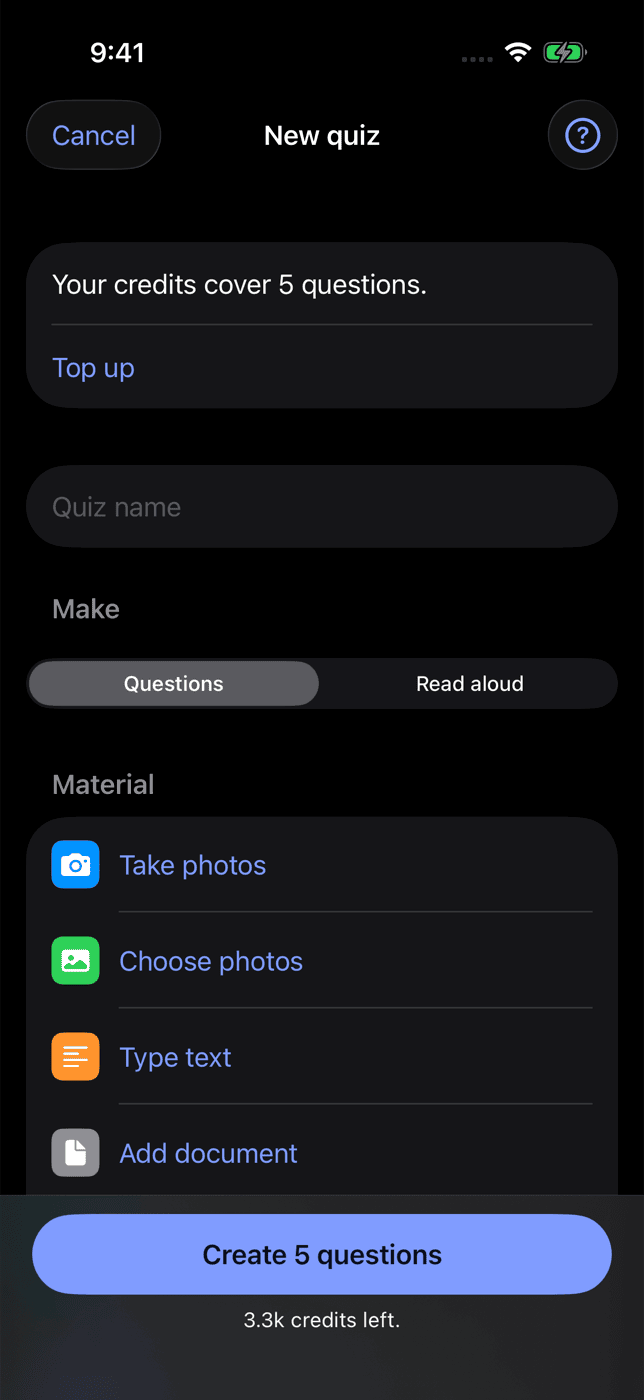 9:41
Cancel
New quiz
?
Your credits cover 5 questions.
Top up
Quiz name
Make
Questions
Read aloud
Material
Take photos
Choose photos
Type text
Add document
Create 5 questions
3.3k credits left.